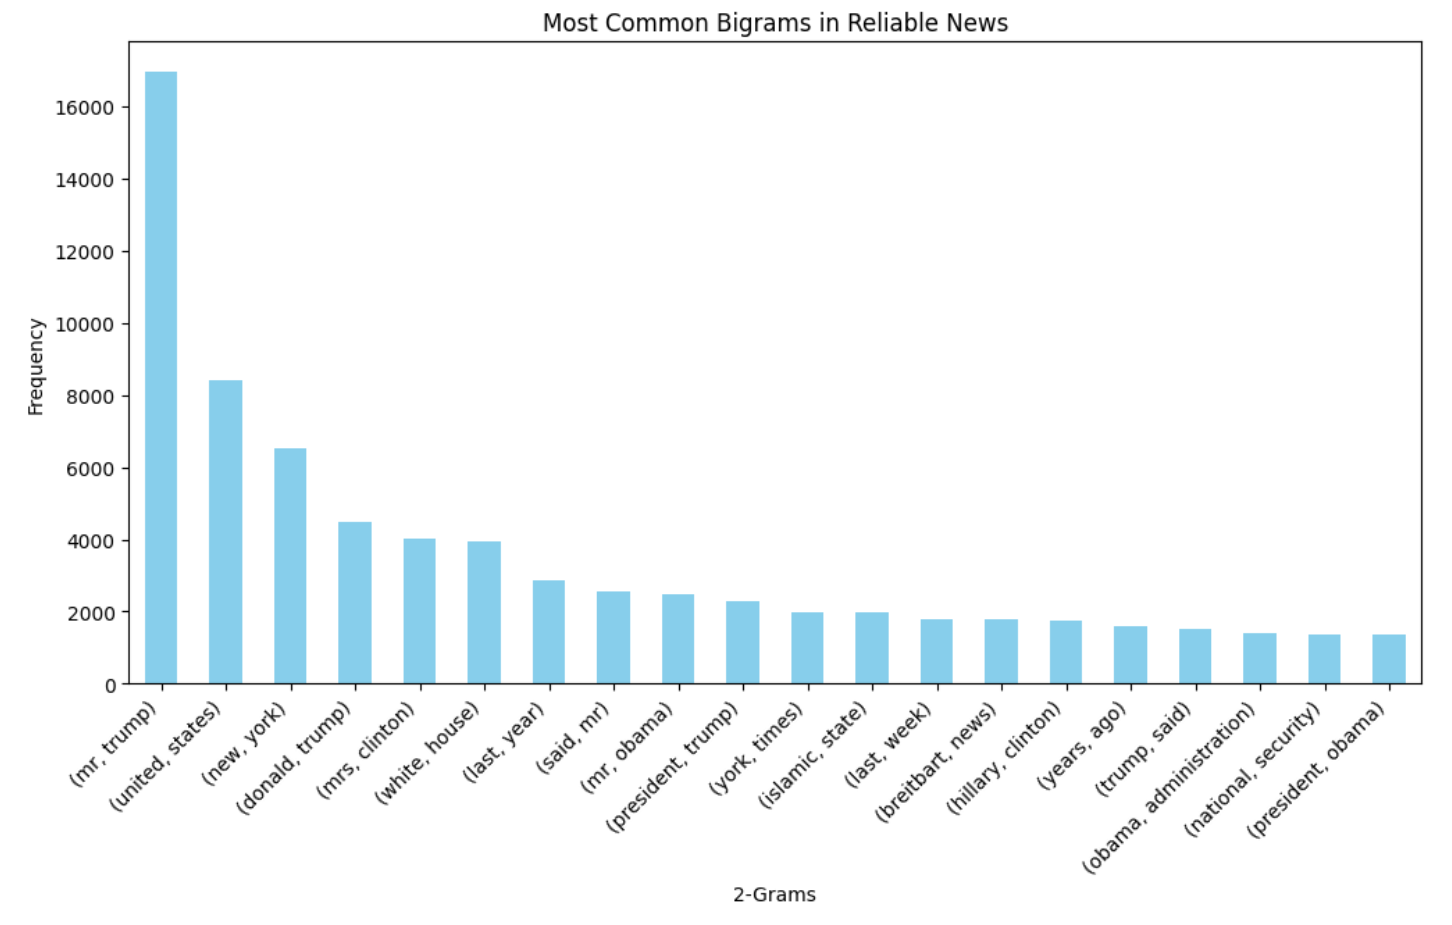 Most Common Bigrams in Reliable News
Frequency
16000
14000
12000
10000
8000
6000
4000
2000
0
(mr, trump)
(united, states)
(new, york)
(donald, trump)
(mrs, clinton)
(white, house)
(last, year)
(said, mr)
(mr, obama)
(president, trump)
(york, times)
(islamic, state)
(last, week)
(breitbart, news)
(hillary, clinton)
(years, ago)
(trump, said)
(obama, administration)
(national, security)
(president, obama)
2-Grams